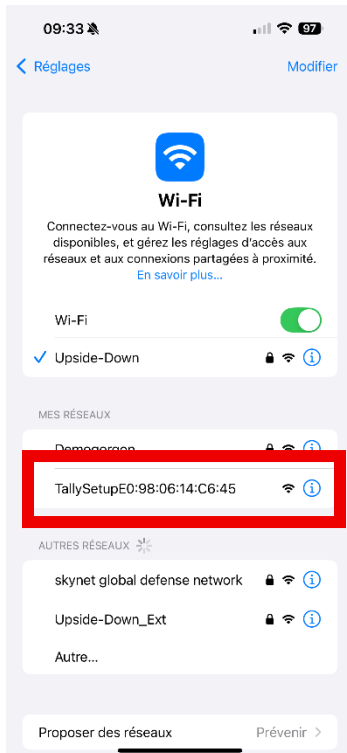 09:33
97
Réglages
Modifier
Wi-Fi
Connectez-vous au Wi-Fi, consultez les réseaux
disponibles, et gérez les réglages d'accès aux
réseaux et aux connexions partagées à proximité.
En savoir plus...
Wi-Fi
Upside-Down
MES RÉSEAUX
Demogorgon
TallySetupE0:98:06:14:C6:45
AUTRES RÉSEAUX
skynet global defense network
Upside-Down_Ext
Autre...
Proposer des réseaux
Prévenir